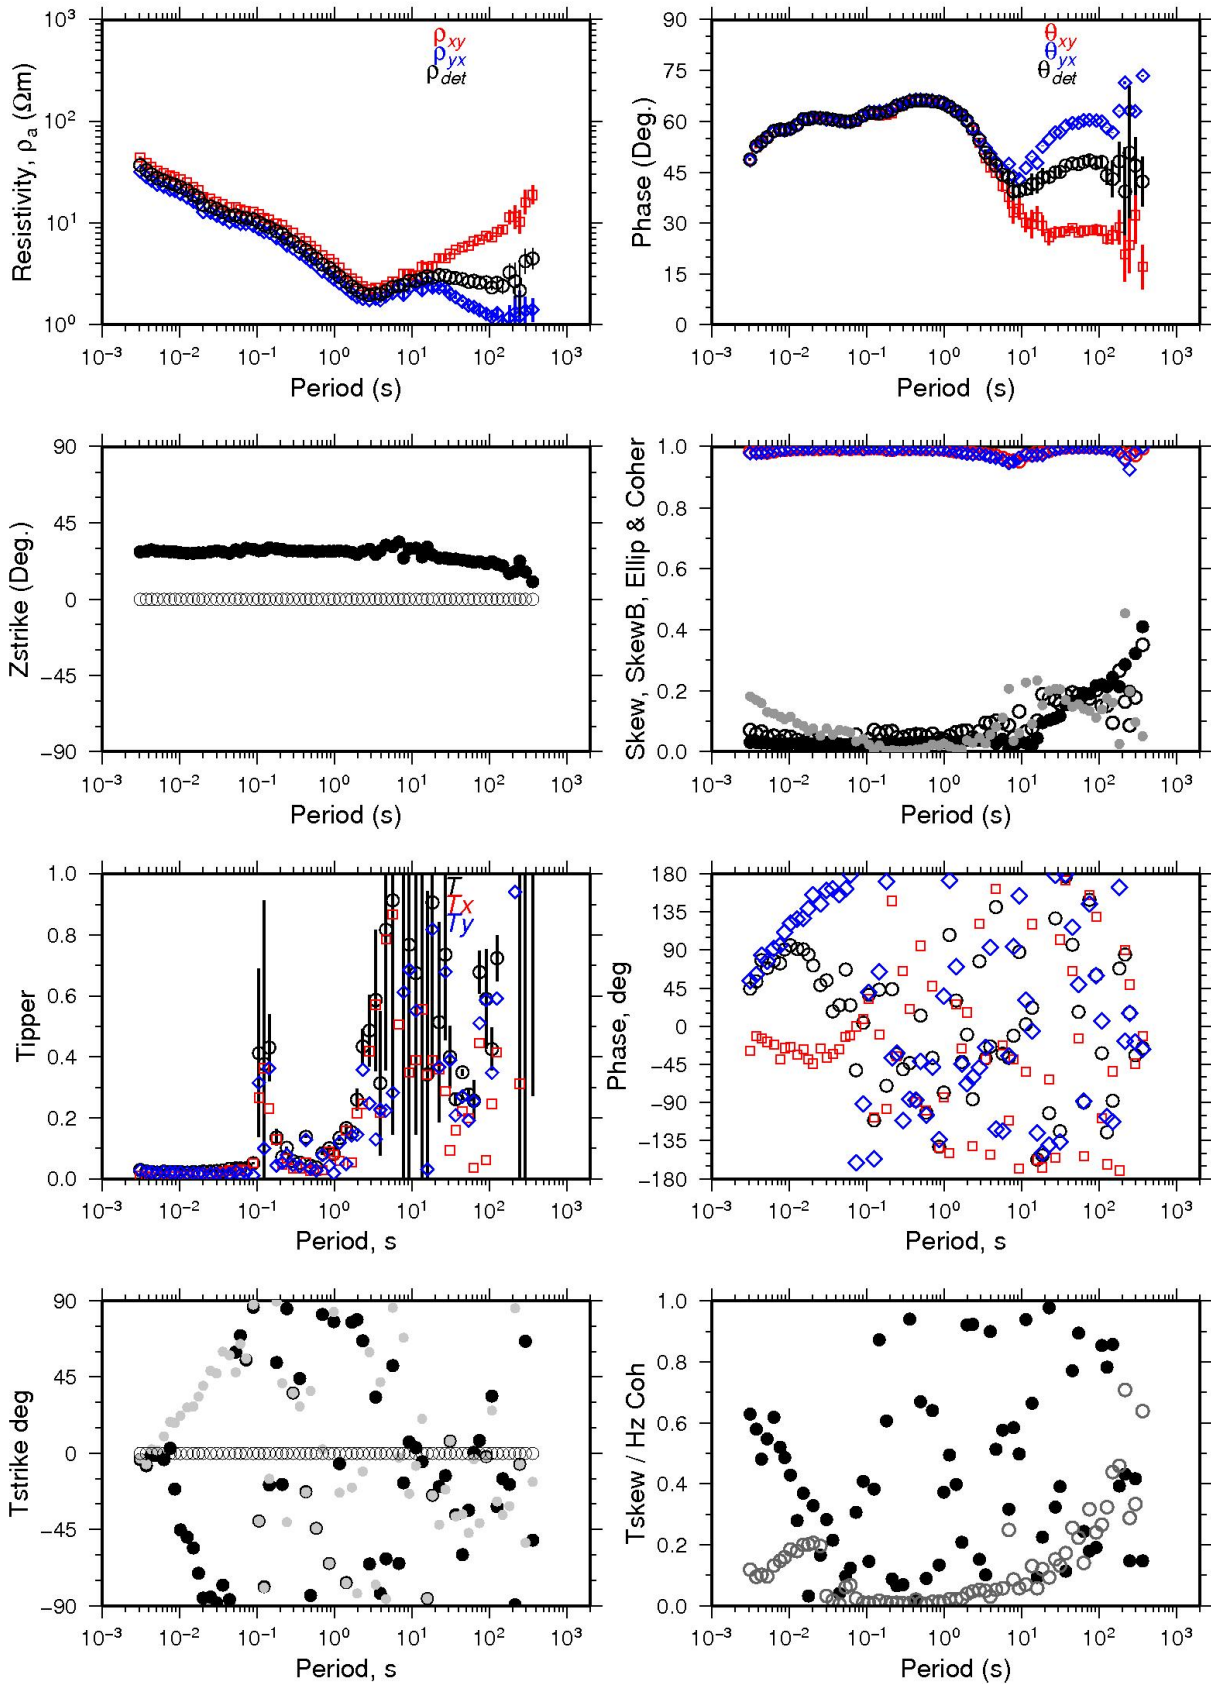 10³
10²
10¹
10⁰
Resistivity, ρa (Ωm)
ρxy
ρyx
ρdet
10⁻³ 10⁻² 10⁻¹ 10⁰ 10¹ 10² 10³
Period (s)
90
75
60
45
30
15
0
Phase (Deg.)
θxy
θyx
θdet
10⁻³ 10⁻² 10⁻¹ 10⁰ 10¹ 10² 10³
Period (s)
90
45
0
−45
−90
Zstrike (Deg.)
10⁻³ 10⁻² 10⁻¹ 10⁰ 10¹ 10² 10³
Period (s)
1.0
0.8
0.6
0.4
0.2
0.0
Skew, SkewB, Ellip & Coher
10⁻³ 10⁻² 10⁻¹ 10⁰ 10¹ 10² 10³
Period (s)
1.0
0.8
0.6
0.4
0.2
0.0
Tipper
T
Tx
Ty
10⁻³ 10⁻² 10⁻¹ 10⁰ 10¹ 10² 10³
Period, s
180
135
90
45
0
−45
−90
−135
−180
Phase, deg
10⁻³ 10⁻² 10⁻¹ 10⁰ 10¹ 10² 10³
Period, s
90
45
0
−45
−90
Tstrike deg
10⁻³ 10⁻² 10⁻¹ 10⁰ 10¹ 10² 10³
Period, s
1.0
0.8
0.6
0.4
0.2
0.0
Tskew / Hz Coh
10⁻³ 10⁻² 10⁻¹ 10⁰ 10¹ 10² 10³
Period (s)